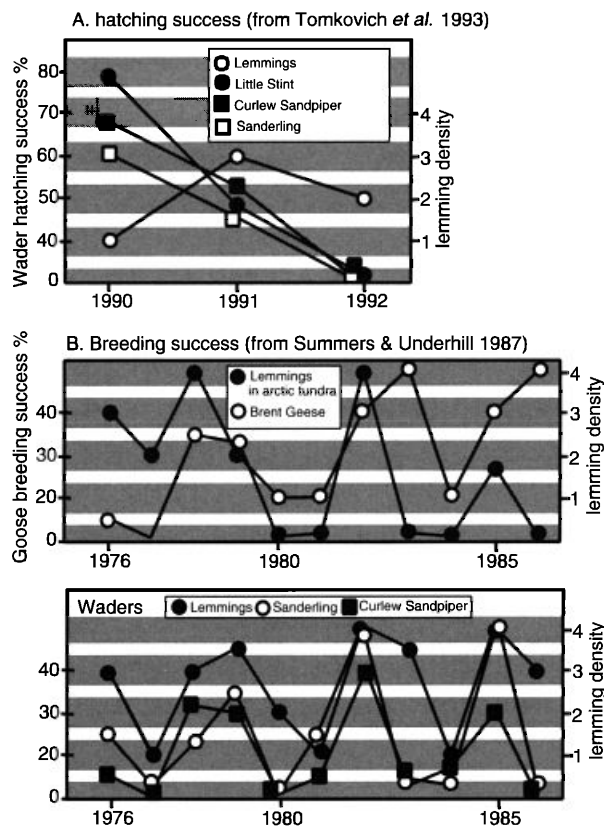 A. hatching success (from Tomkovich et al. 1993)
Wader hatching success %
80
70
60
50
40
0
Lemmings
Little Stint
Curlew Sandpiper
Sanderling
4
3
2
1
lemming density
1990
1991
1992
B. Breeding success (from Summers & Underhill 1987)
Goose breeding success %
40
30
20
0
Lemmings
in arctic tundra
Brent Geese
4
3
2
1
lemming density
1976
1980
1985
Waders
Lemmings
Sanderling
Curlew Sandpiper
40
30
20
0
4
3
2
1
lemming density
1976
1980
1985